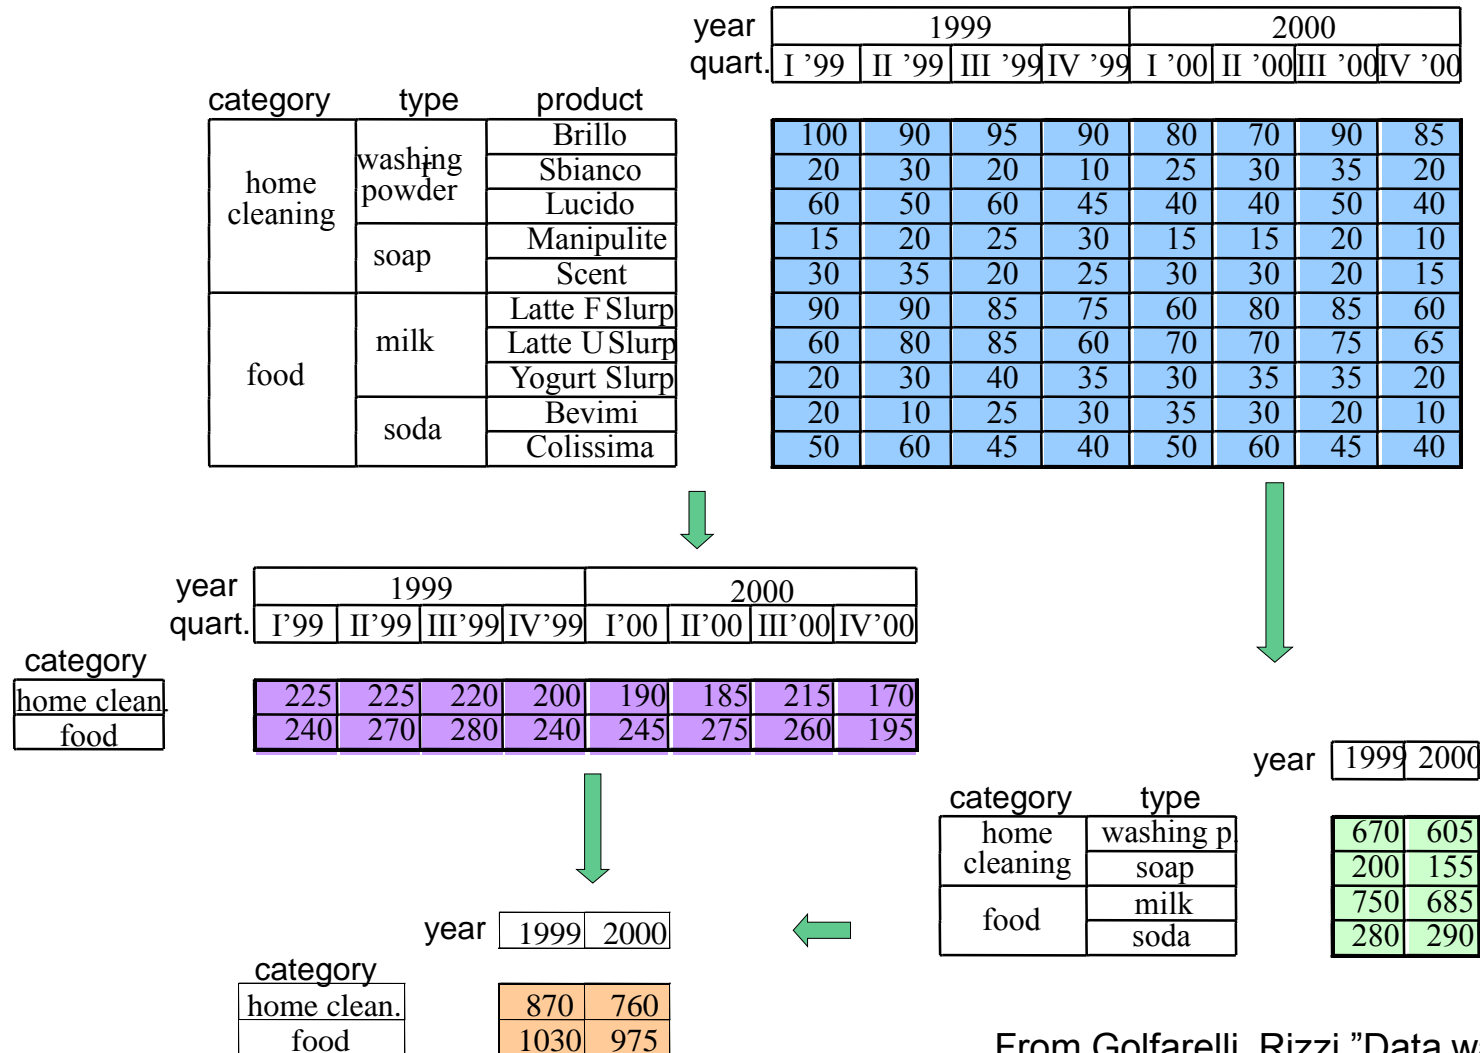 year 1999 2000
quart. I ’99 II ’99 III ’99 IV ’99 I ’00 II ’00 III ’00 IV ’00
category type product
home cleaning washing powder Brillo 100 90 95 90 80 70 90 85
Sbianco 20 30 20 10 25 30 35 20
Lucido 60 50 60 45 40 40 50 40
soap Manipulite 15 20 25 30 15 15 20 10
Scent 30 35 20 25 30 30 20 15
food milk Latte F Slurp 90 90 85 75 60 80 85 60
Latte U Slurp 60 80 85 60 70 70 75 65
Yogurt Slurp 20 30 40 35 30 35 35 20
soda Bevimi 20 10 25 30 35 30 20 10
Colissima 50 60 45 40 50 60 45 40
year 1999 2000
quart. I’99 II’99 III’99 IV’99 I’00 II’00 III’00 IV’00
category
home clean. 225 225 220 200 190 185 215 170
food 240 270 280 240 245 275 260 195
year 1999 2000
category type
home cleaning washing p. 670 605
soap 200 155
food milk 750 685
soda 280 290
year 1999 2000
category
home clean. 870 760
food 1030 975
From Golfarelli, Rizzi,”Data w